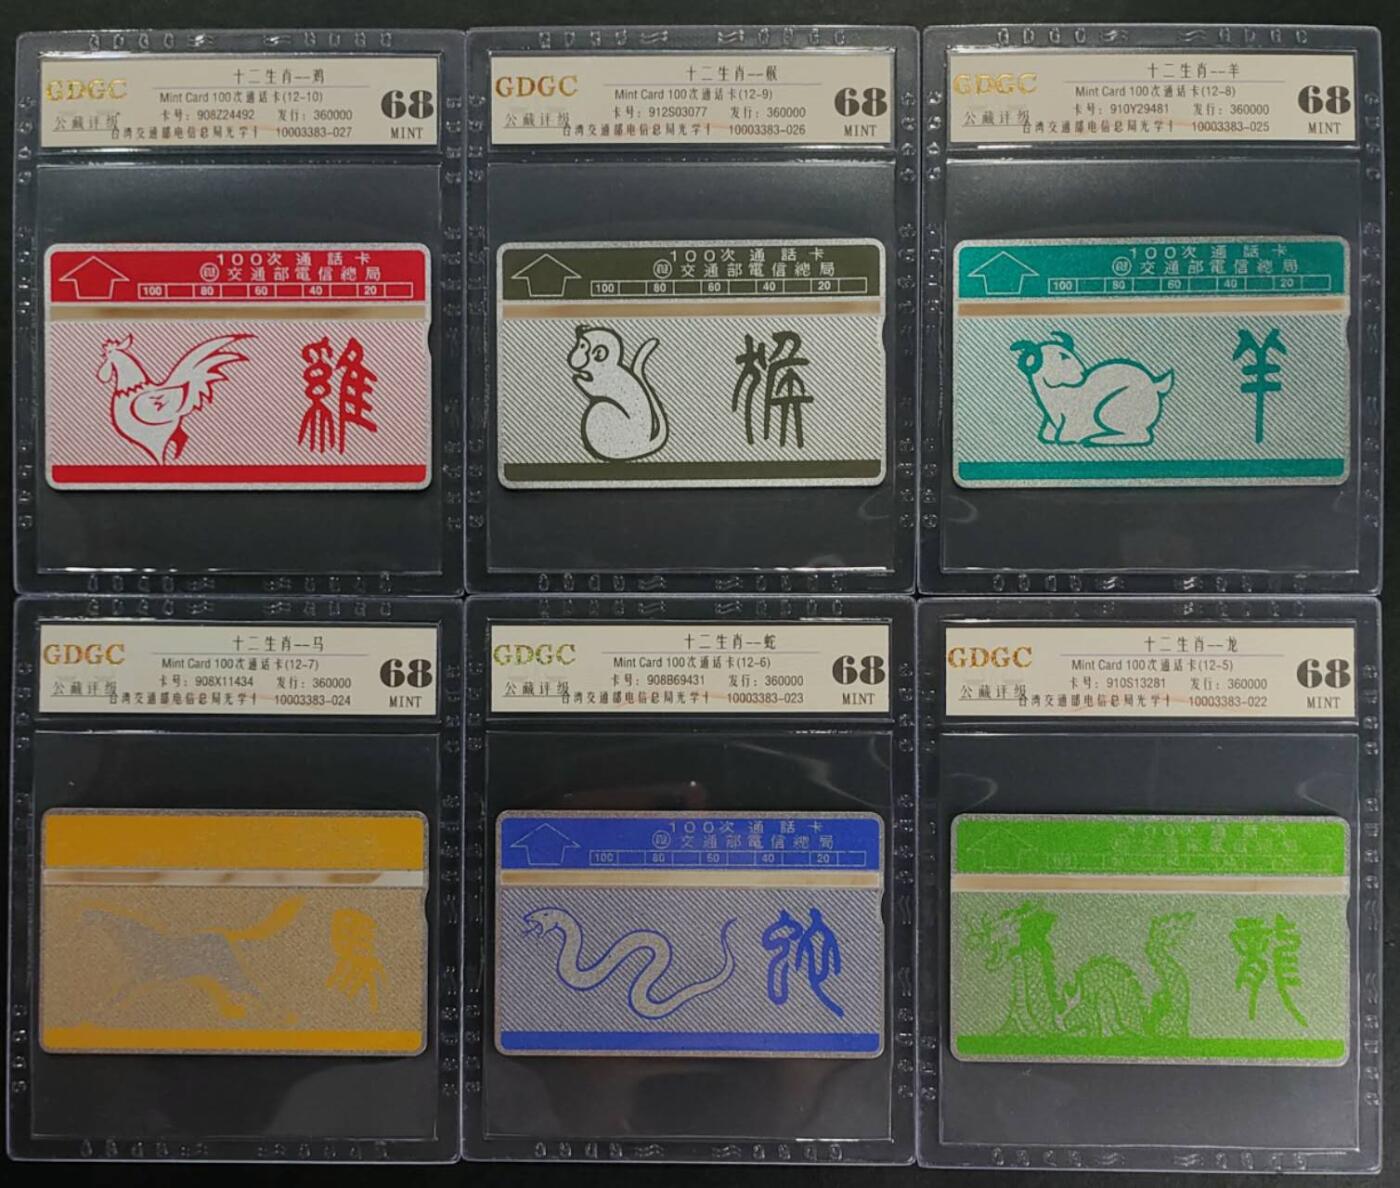 GDGC
公藏评级
十二生肖--鸡
Mint Card 100次通话卡(12-10)
卡号: 908Z24492 发行: 360000
台湾交通部电信总局光学卡 10003383-027
68
MINT
100次 通 話 卡
交通部電信總局
100 80 60 40 20
雞
GDGC
公藏评级
十二生肖--猴
Mint Card 100次通话卡(12-9)
卡号: 912S03077 发行: 360000
台湾交通部电信总局光学卡 10003383-026
68
MINT
100次 通 話 卡
交通部電信總局
100 80 60 40 20
猴
GDGC
公藏评级
十二生肖--羊
Mint Card 100次通话卡(12-8)
卡号: 910Y29481 发行: 360000
台湾交通部电信总局光学卡 10003383-025
68
MINT
100次 通 話 卡
交通部電信總局
100 80 60 40 20
羊
GDGC
公藏评级
十二生肖--马
Mint Card 100次通话卡(12-7)
卡号: 908X11434 发行: 360000
台湾交通部电信总局光学卡 10003383-024
68
MINT
馬
GDGC
公藏评级
十二生肖--蛇
Mint Card 100次通话卡(12-6)
卡号: 908B69431 发行: 360000
台湾交通部电信总局光学卡 10003383-023
68
MINT
100次 通 話 卡
交通部電信總局
100 80 60 40 20
蛇
GDGC
公藏评级
十二生肖--龙
Mint Card 100次通话卡(12-5)
卡号: 910S13281 发行: 360000
台湾交通部电信总局光学卡 10003383-022
68
MINT
100次 通 話 卡
龍